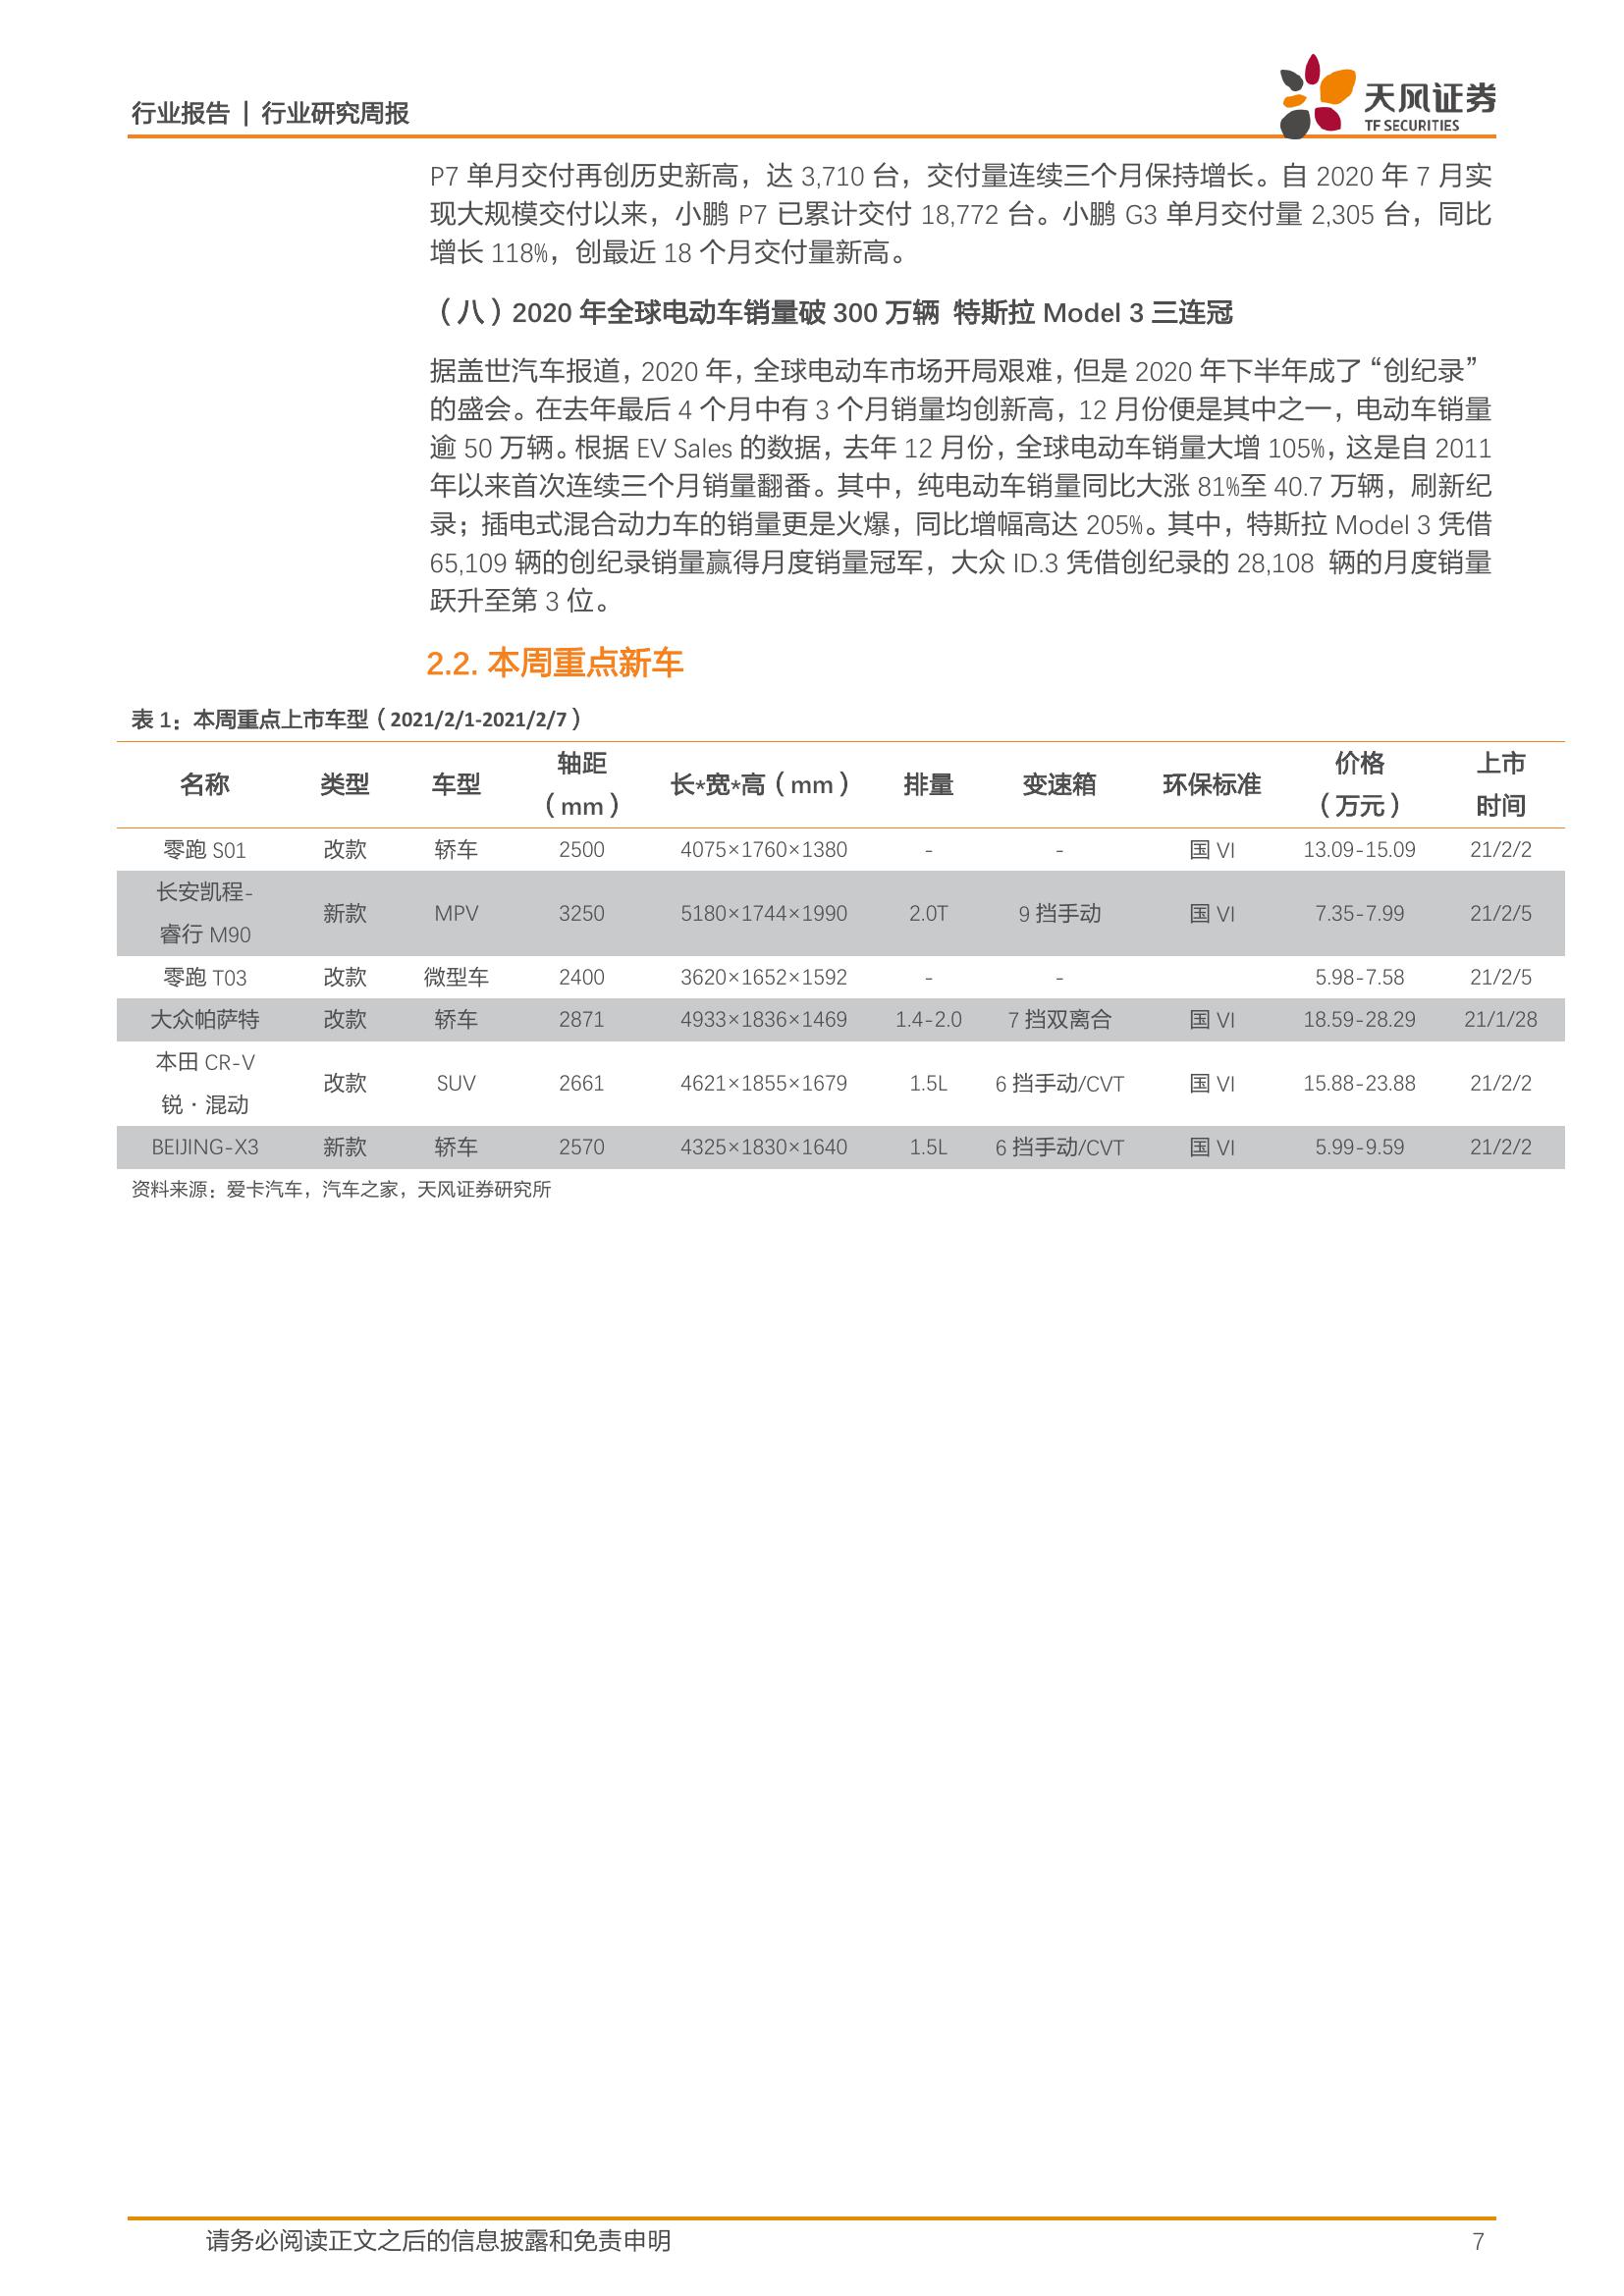 行业报告 | 行业研究周报
天风证券
TF SECURITIES
P7 单月交付再创历史新高，达 3,710 台，交付量连续三个月保持增长。自 2020 年 7 月实
现大规模交付以来，小鹏 P7 已累计交付 18,772 台。小鹏 G3 单月交付量 2,305 台，同比
增长 118%，创最近 18 个月交付量新高。
（八）2020 年全球电动车销量破 300 万辆 特斯拉 Model 3 三连冠
据盖世汽车报道，2020 年，全球电动车市场开局艰难，但是 2020 年下半年成了“创纪录”
的盛会。在去年最后 4 个月中有 3 个月销量均创新高，12 月份便是其中之一，电动车销量
逾 50 万辆。根据 EV Sales 的数据，去年 12 月份，全球电动车销量大增 105%，这是自 2011
年以来首次连续三个月销量翻番。其中，纯电动车销量同比大涨 81%至 40.7 万辆，刷新纪
录；插电式混合动力车的销量更是火爆，同比增幅高达 205%。其中，特斯拉 Model 3 凭借
65,109 辆的创纪录销量赢得月度销量冠军，大众 ID.3 凭借创纪录的 28,108 辆的月度销量
跃升至第 3 位。
2.2. 本周重点新车
表 1：本周重点上市车型（2021/2/1-2021/2/7）
名称 类型 车型 轴距（mm） 长*宽*高（mm） 排量 变速箱 环保标准 价格（万元） 上市时间
零跑 S01 改款 轿车 2500 4075×1760×1380 - - 国 VI 13.09-15.09 21/2/2
长安凯程-睿行 M90 新款 MPV 3250 5180×1744×1990 2.0T 9 挡手动 国 VI 7.35-7.99 21/2/5
零跑 T03 改款 微型车 2400 3620×1652×1592 - - 5.98-7.58 21/2/5
大众帕萨特 改款 轿车 2871 4933×1836×1469 1.4-2.0 7 挡双离合 国 VI 18.59-28.29 21/1/28
本田 CR-V 锐·混动 改款 SUV 2661 4621×1855×1679 1.5L 6 挡手动/CVT 国 VI 15.88-23.88 21/2/2
BEIJING-X3 新款 轿车 2570 4325×1830×1640 1.5L 6 挡手动/CVT 国 VI 5.99-9.59 21/2/2
资料来源：爱卡汽车，汽车之家，天风证券研究所
请务必阅读正文之后的信息披露和免责申明 7